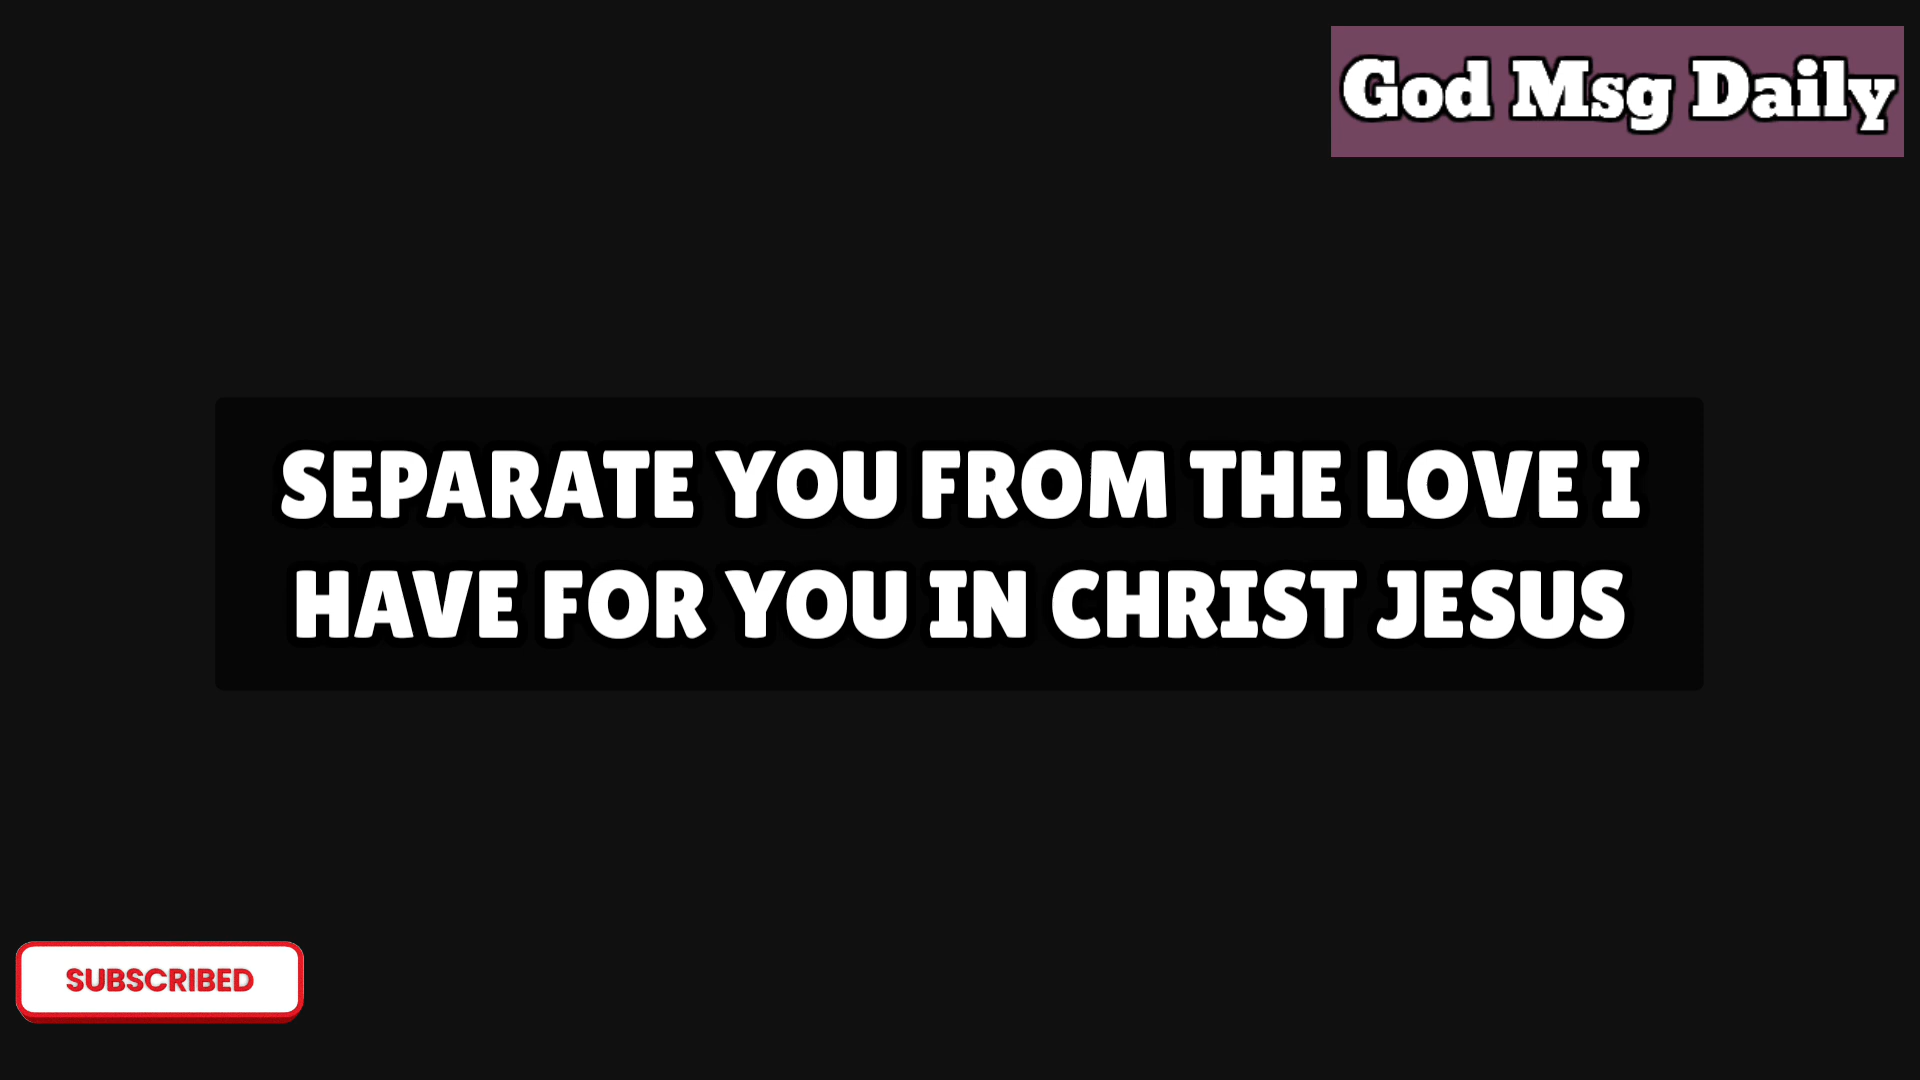 God Msg Daily
SEPARATE YOU FROM THE LOVE I
HAVE FOR YOU IN CHRIST JESUS
SUBSCRIBED